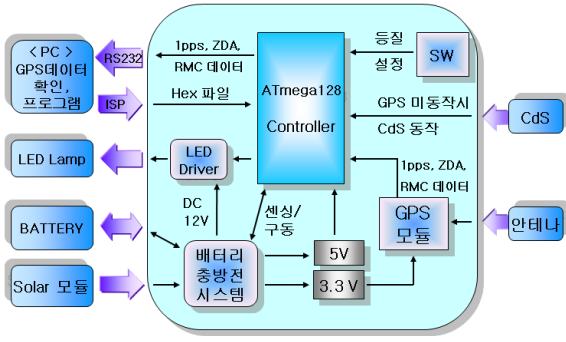 < PC >
GPS데이터
확인,
프로그램
RS232
ISP
1pps, ZDA,
RMC 데이터
Hex 파일
ATmega128
Controller
등질
설정
SW
GPS 미동작시
CdS 동작
CdS
LED Lamp
LED
Driver
1pps, ZDA,
RMC 데이터
DC
12V
센싱/
구동
GPS
모듈
안테나
BATTERY
배터리
충방전
시스템
5V
3.3 V
Solar 모듈